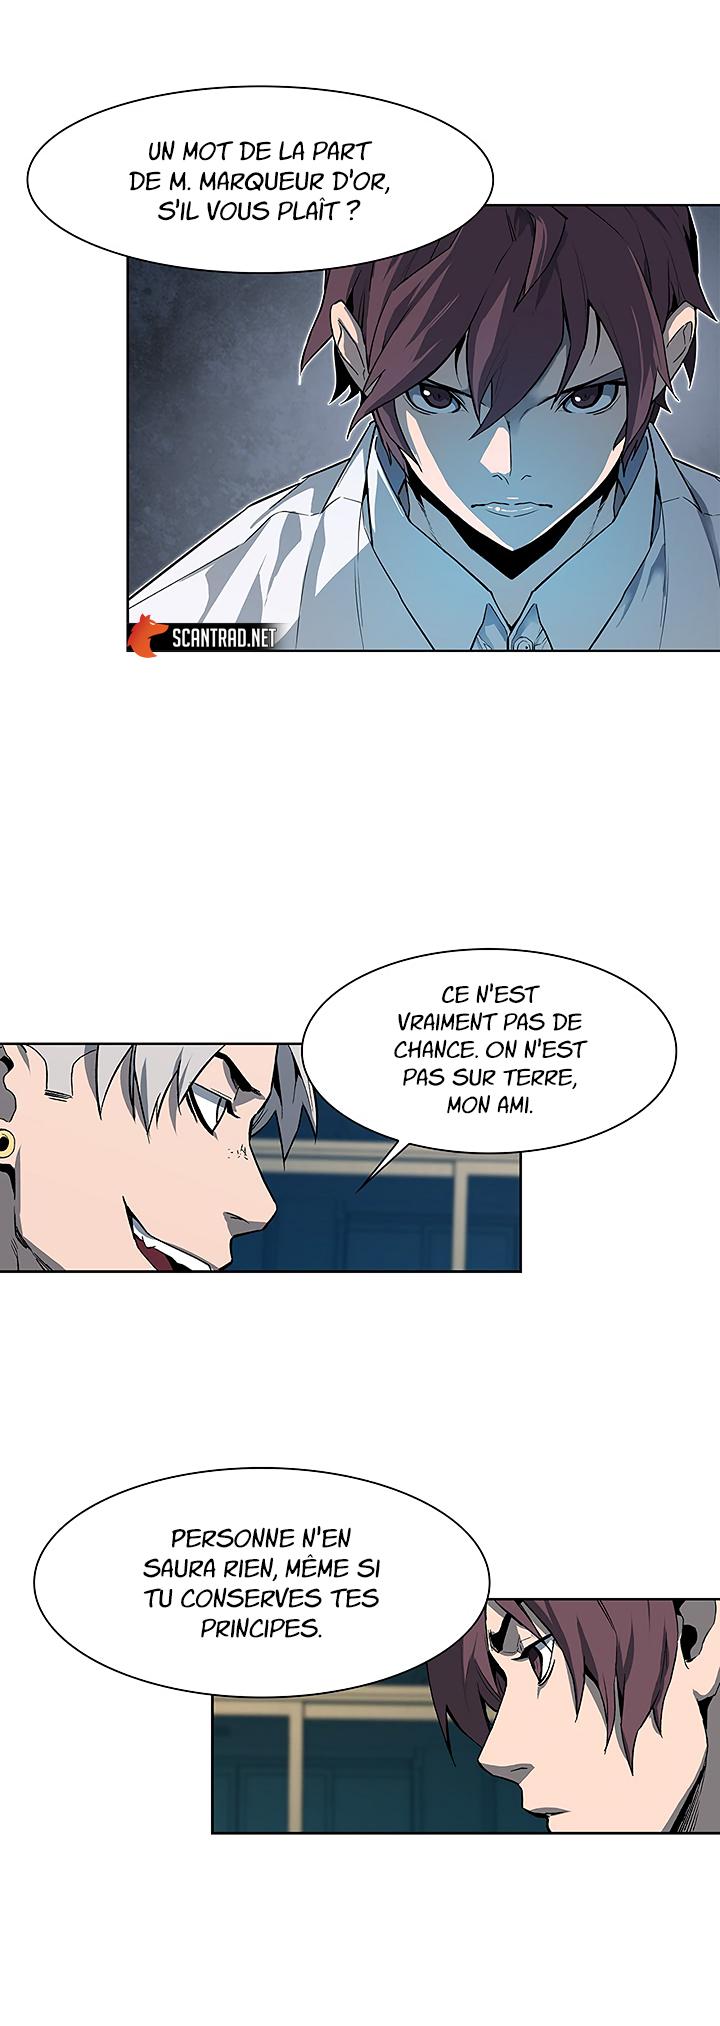 UN MOT DE LA PART
DE M. MARQUEUR D'OR,
S'IL VOUS PLAÎT ?
SCANTRAD.NET
CE N'EST
VRAIMENT PAS DE
CHANCE. ON N'EST
PAS SUR TERRE,
MON AMI.
PERSONNE N'EN
SAURA RIEN, MÊME SI
TU CONSERVES TES
PRINCIPES.